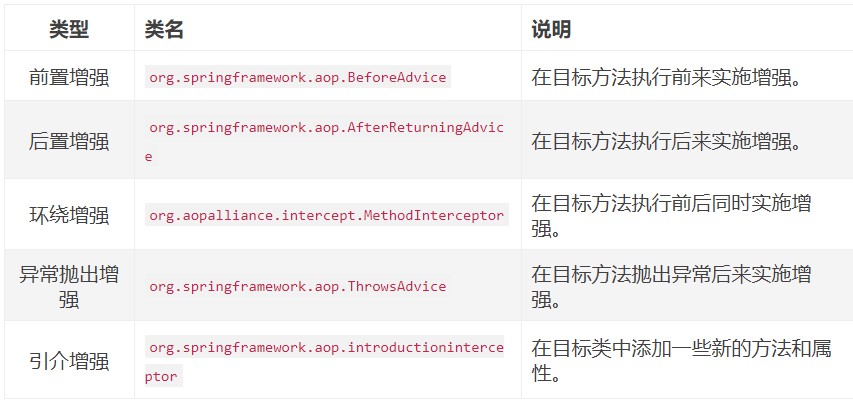 类型 类名 说明
前置增强 org.springframework.aop.BeforeAdvice 在目标方法执行前来实施增强。
后置增强 org.springframework.aop.AfterReturningAdvic
e 在目标方法执行后来实施增强。
环绕增强 org.aopalliance.intercept.MethodInterceptor 在目标方法执行前后同时实施增
强。
异常抛出增
强 org.springframework.aop.ThrowsAdvice 在目标方法抛出异常后来实施增
强。
引介增强 org.springframework.aop.introductioninterce
ptor 在目标类中添加一些新的方法和属
性。